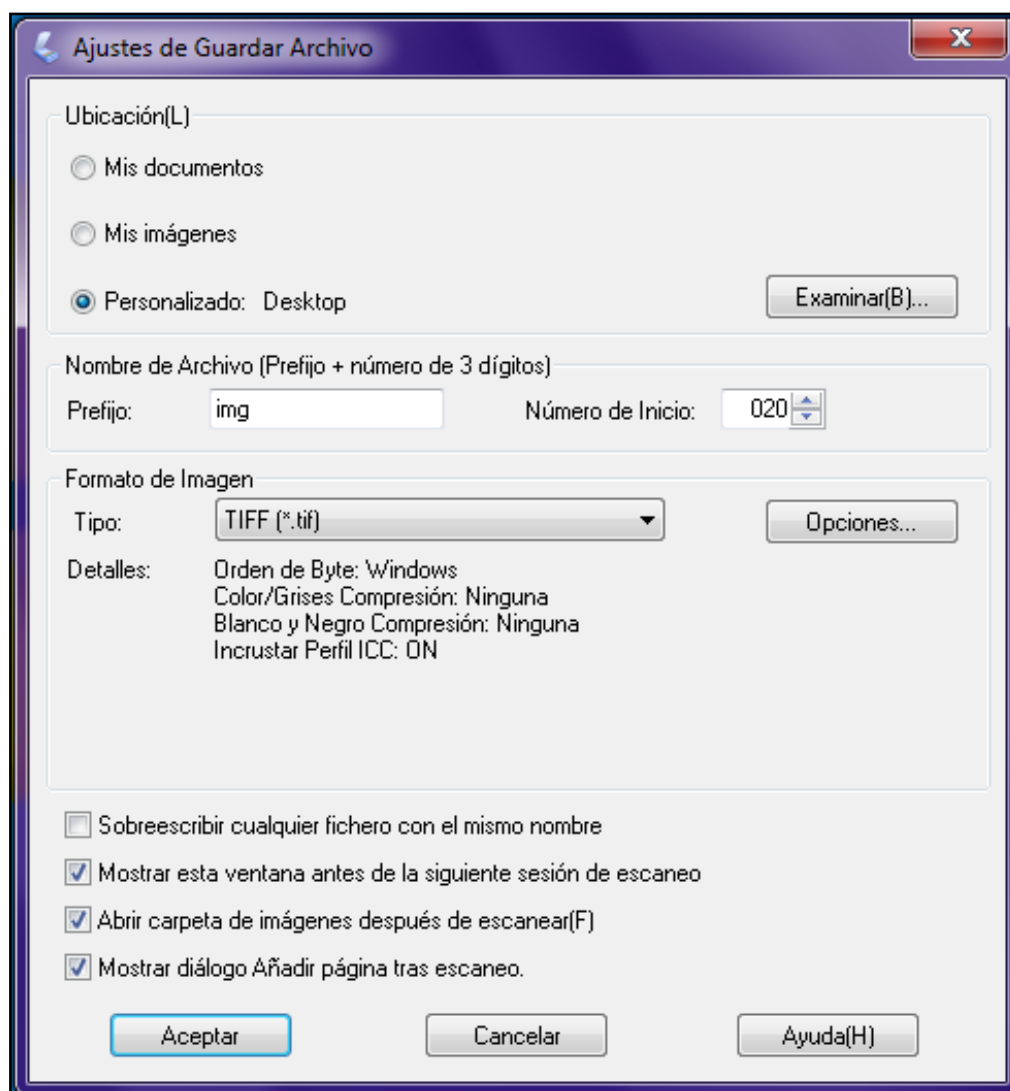 Ajustes de Guardar Archivo
Ubicación(L)
Mis documentos
Mis imágenes
Personalizado: Desktop
Examinar(B)...
Nombre de Archivo (Prefijo + número de 3 dígitos)
Prefijo: img Número de Inicio: 020
Formato de Imagen
Tipo: TIFF (*.tif) Opciones...
Detalles: Orden de Byte: Windows
Color/Grises Compresión: Ninguna
Blanco y Negro Compresión: Ninguna
Incrustar Perfil ICC: ON
Sobreescribir cualquier fichero con el mismo nombre
Mostrar esta ventana antes de la siguiente sesión de escaneo
Abrir carpeta de imágenes después de escanear(F)
Mostrar diálogo Añadir página tras escaneo.
Aceptar Cancelar Ayuda(H)